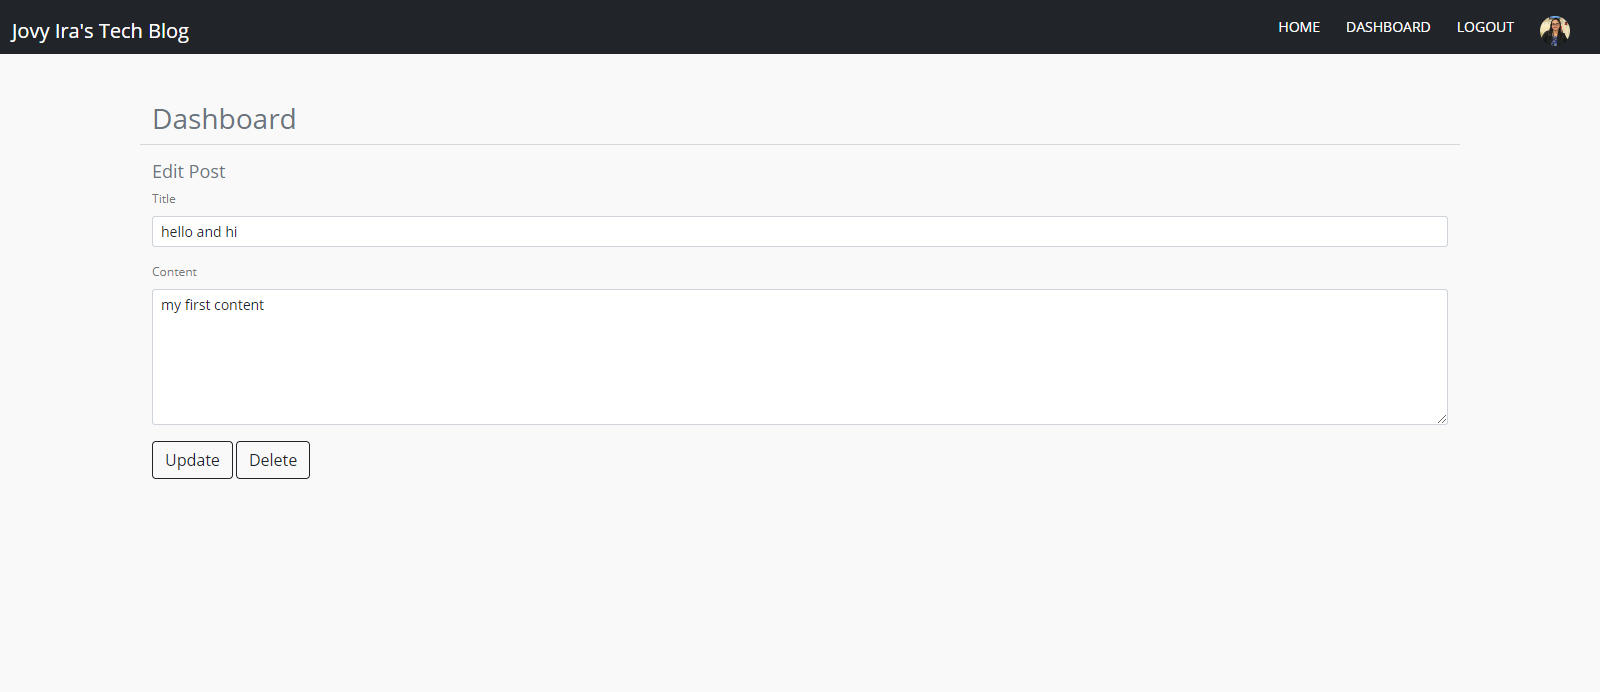 Jovy Ira's Tech Blog
HOME DASHBOARD LOGOUT
Dashboard
Edit Post
Title
hello and hi
Content
my first content
Update Delete